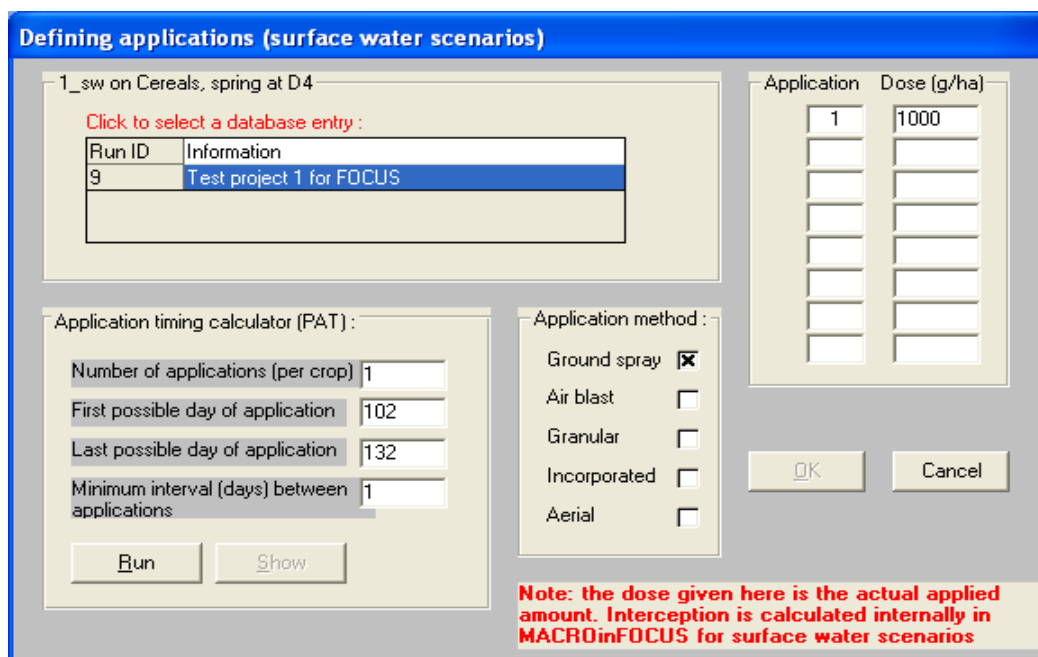 Defining applications (surface water scenarios)
1_sw on Cereals, spring at D4
Click to select a database entry :
Run ID Information
9 Test project 1 for FOCUS
Application Dose (g/ha)
1 1000
Application timing calculator (PAT) :
Number of applications (per crop) 1
First possible day of application 102
Last possible day of application 132
Minimum interval (days) between 1
applications
Run Show
Application method :
Ground spray
Air blast
Granular
Incorporated
Aerial
OK Cancel
Note: the dose given here is the actual applied
amount. Interception is calculated internally in
MACROinFOCUS for surface water scenarios